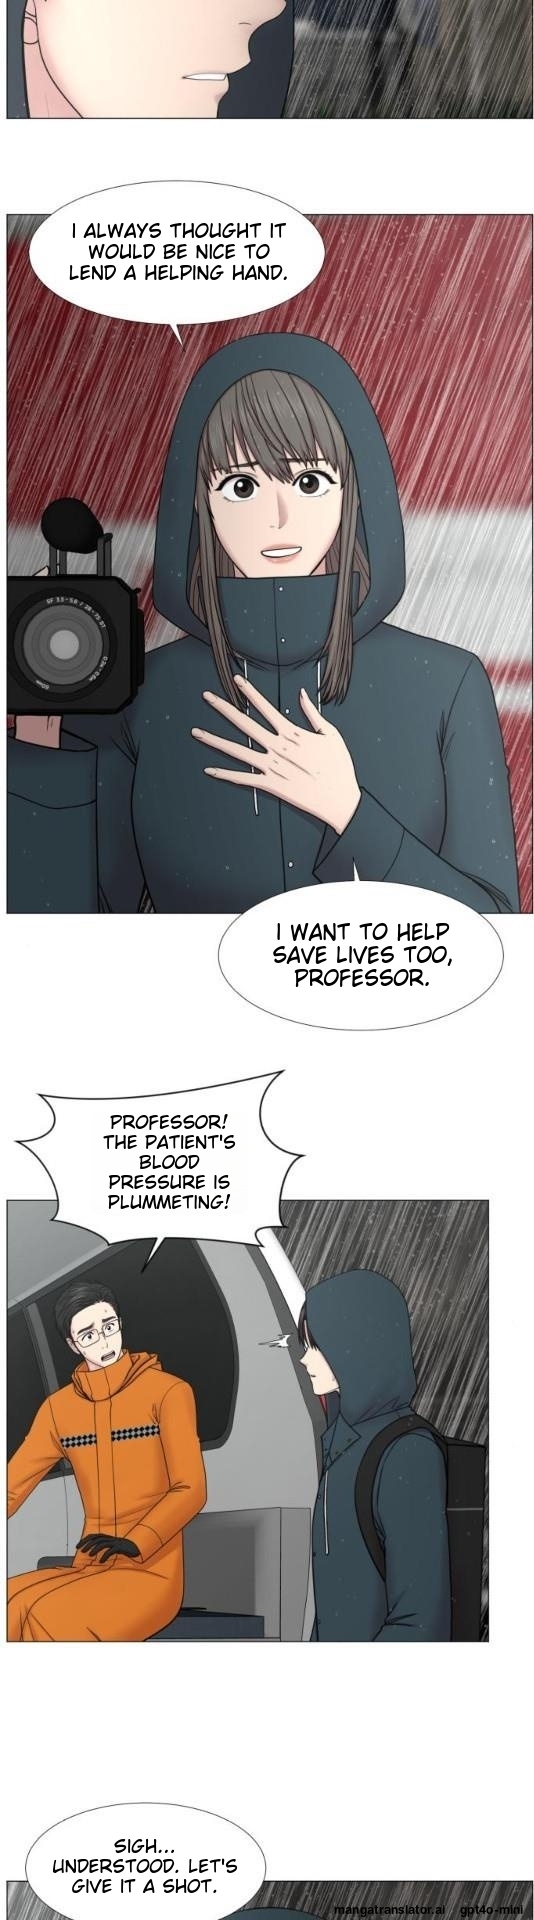 I ALWAYS THOUGHT IT
WOULD BE NICE TO
LEND A HELPING HAND.
I WANT TO HELP
SAVE LIVES TOO,
PROFESSOR.
PROFESSOR!
THE PATIENT'S
BLOOD
PRESSURE IS
PLUMMETING!
SIGH...
UNDERSTOOD. LET'S
GIVE IT A SHOT.
mangatranslator.ai gpt4o-mini